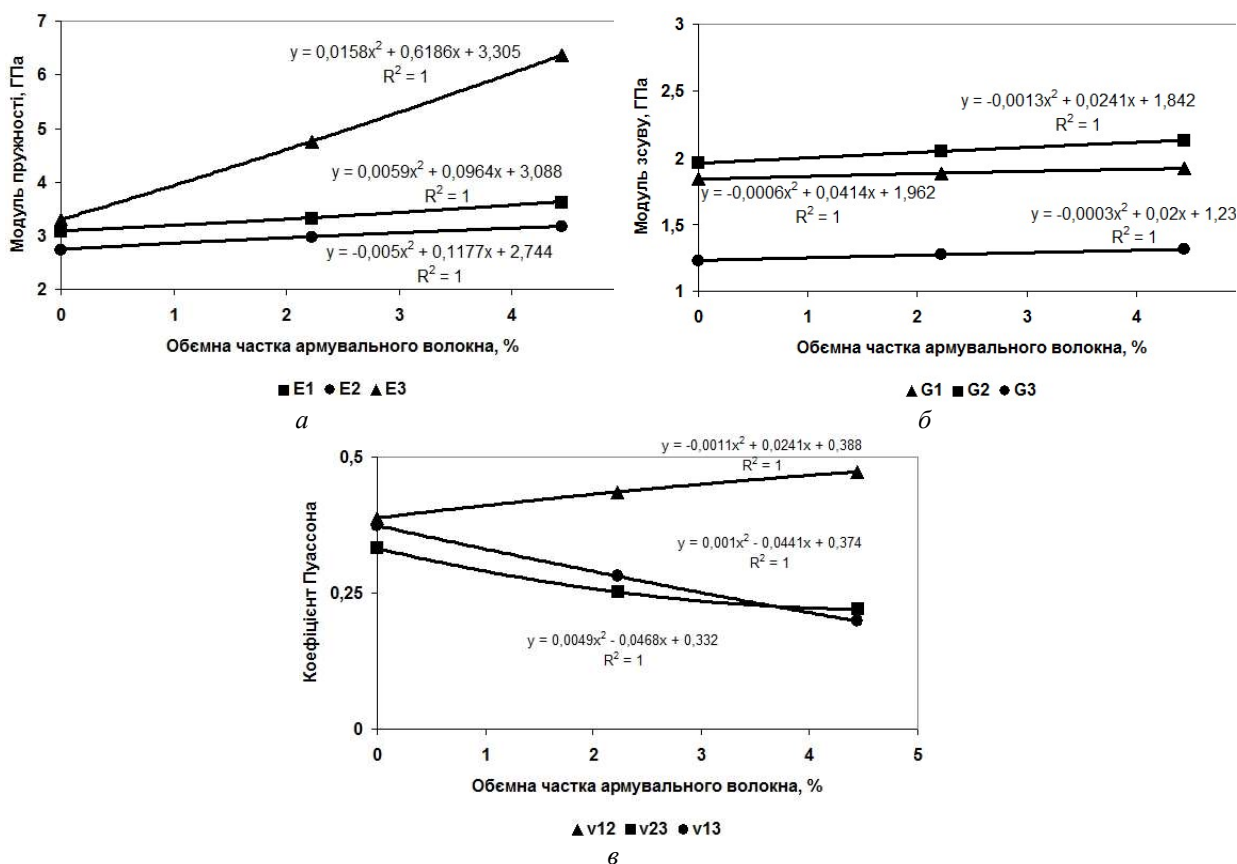 7
6
5
4
3
2
Модуль пружності, ГПа
y = 0,0158x² + 0,6186x + 3,305
R² = 1
y = 0,0059x² + 0,0964x + 3,088
R² = 1
y = -0,005x² + 0,1177x + 2,744
R² = 1
0 1 2 3 4
Обємна частка армувального волокна, %
■ E1 ● E2 ▲ E3
а
3
2,5
2
1,5
1
Модуль зсуву, ГПа
y = -0,0013x² + 0,0241x + 1,842
R² = 1
y = -0,0006x² + 0,0414x + 1,962
R² = 1
y = -0,0003x² + 0,02x + 1,23
R² = 1
0 1 2 3 4
Обємна частка армувального волокна, %
▲ G1 ■ G2 ● G3
б
0,5
0,25
0
Коефіцієнт Пуассона
y = -0,0011x² + 0,0241x + 0,388
R² = 1
y = 0,001x² - 0,0441x + 0,374
R² = 1
y = 0,0049x² - 0,0468x + 0,332
R² = 1
0 1 2 3 4 5
Обємна частка армувального волокна, %
▲ v12 ■ v23 ● v13
в